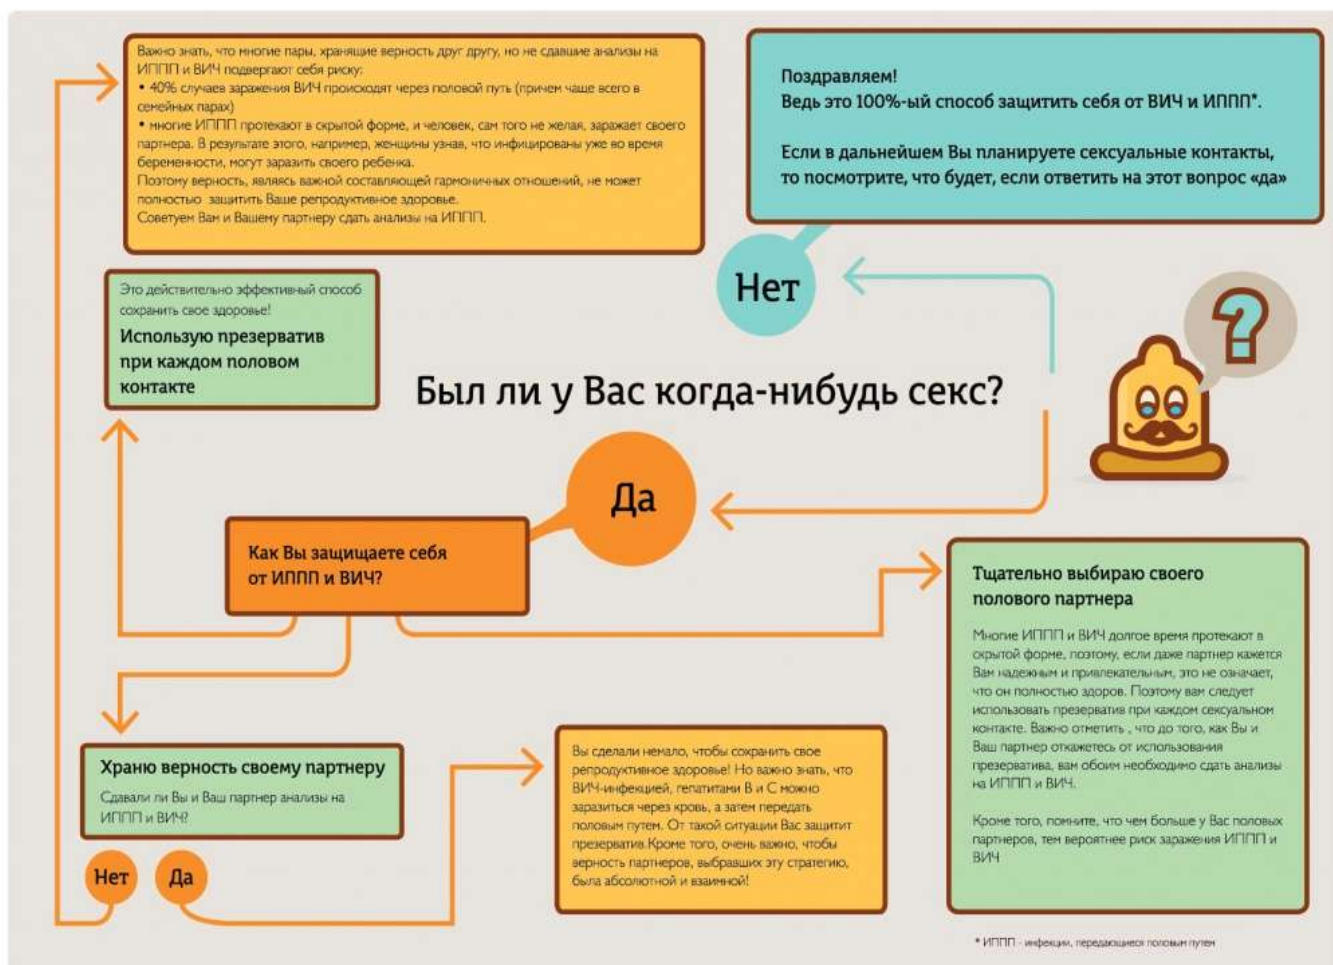 Важно знать, что многие пары, хранящие верность друг другу, но не сдавшие анализы на
ИППП и ВИЧ подвергают себя риску:
• 40% случаев заражения ВИЧ происходят через половой путь (причем чаще всего в
семейных парах)
• многие ИППП протекают в скрытой форме, и человек, сам того не желая, заражает своего
партнера. В результате этого, например, женщины узнав, что инфицированы уже во время
беременности, могут заразить своего ребенка.
Поэтому верность, являясь важной составляющей гармоничных отношений, не может
полностью защитить Ваше репродуктивное здоровье.
Советуем Вам и Вашему партнеру сдать анализы на ИППП.
Поздравляем!
Ведь это 100%-ый способ защитить себя от ВИЧ и ИППП*.
Если в дальнейшем Вы планируете сексуальные контакты,
то посмотрите, что будет, если ответить на этот вопрос «да»
Нет
?
Это действительно эффективный способ
сохранить свое здоровье!
Использую презерватив
при каждом половом
контакте
Был ли у Вас когда-нибудь секс?
Да
Как Вы защищаете себя
от ИППП и ВИЧ?
Тщательно выбираю своего
полового партнера
Многие ИППП и ВИЧ долгое время протекают в
скрытой форме, поэтому, если даже партнер кажется
Вам надежным и привлекательным, это не означает,
что он полностью здоров. Поэтому вам следует
использовать презерватив при каждом сексуальном
контакте. Важно отметить , что до того, как Вы и
Ваш партнер откажетесь от использования
презерватива, вам обоим необходимо сдать анализы
на ИППП и ВИЧ.
Кроме того, помните, что чем больше у Вас половых
партнеров, тем вероятнее риск заражения ИППП и
ВИЧ
Храню верность своему партнеру
Сдавали ли Вы и Ваш партнер анализы на
ИППП и ВИЧ?
Нет
Да
Вы сделали немало, чтобы сохранить свое
репродуктивное здоровье! Но важно знать, что
ВИЧ-инфекцией, гепатитами В и С можно
заразиться через кровь, а затем передать
половым путем. От такой ситуации Вас защитит
презерватив.Кроме того, очень важно, чтобы
верность партнеров, выбравших эту стратегию,
была абсолютной и взаимной!
* ИППП - инфекции, передающиеся половым путем